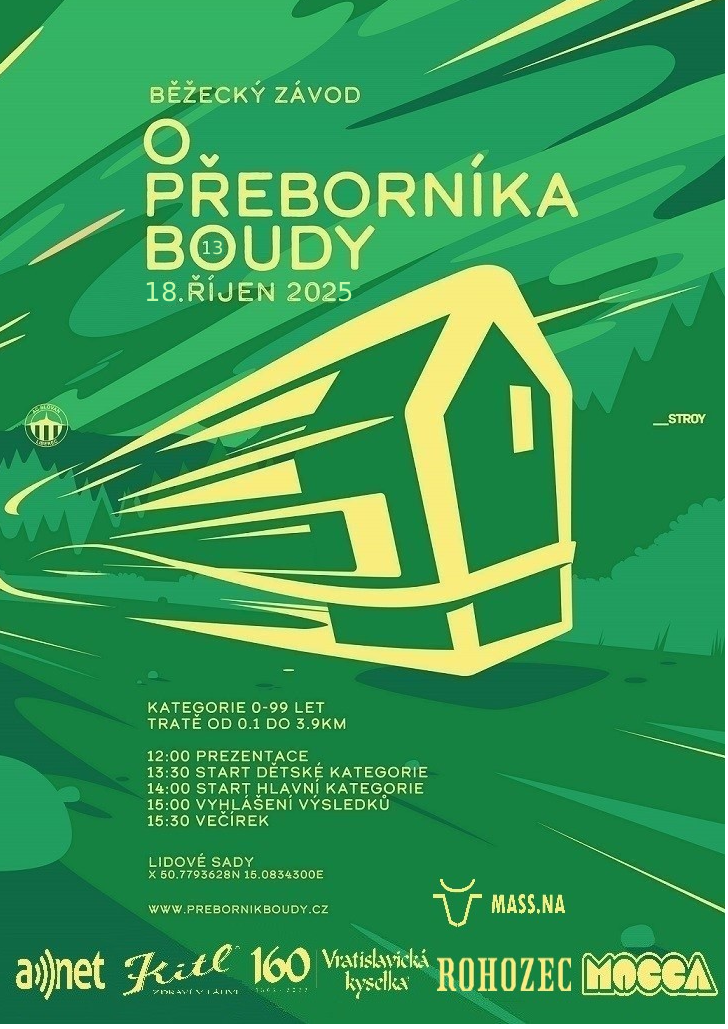 BĚŽECKÝ ZÁVOD
O
PŘEBORNÍKA
BOUDY
13
18.ŘÍJEN 2025
LIBEREC
__STROY
KATEGORIE 0-99 LET
TRATĚ OD 0.1 DO 3.9KM
12:00 PREZENTACE
13:30 START DĚTSKÉ KATEGORIE
14:00 START HLAVNÍ KATEGORIE
15:00 VYHLÁŠENÍ VÝSLEDKŮ
15:30 VEČÍREK
LIDOVÉ SADY
X 50.7793628N 15.0834300E
WWW.PREBORNIKBOUDY.CZ
MASS.NA
a))net
Kitl
160
Vratislavická
kyselka
ROHOZEC
MOCCA